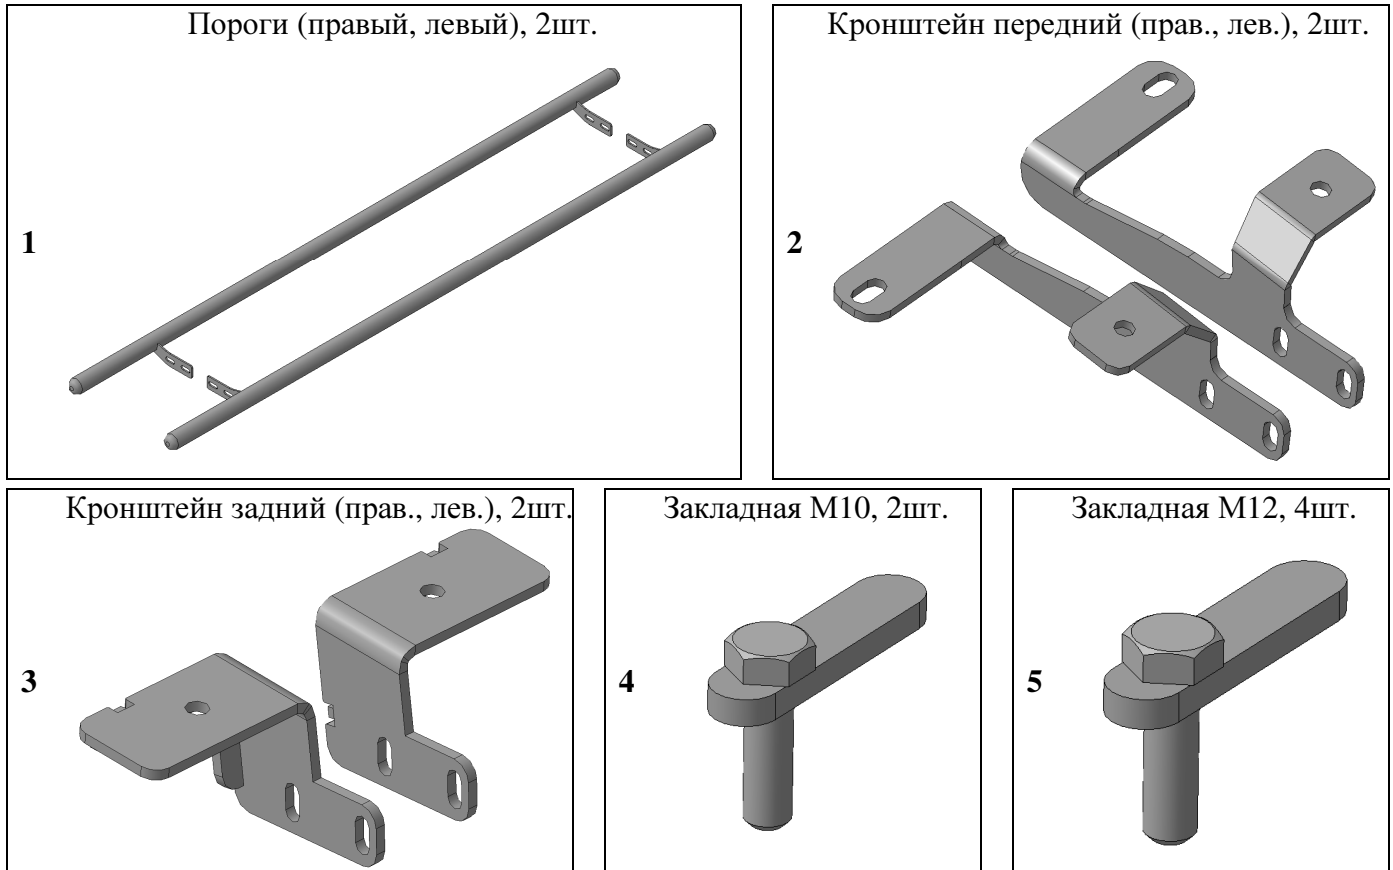 Пороги (правый, левый), 2шт.
1
Кронштейн передний (прав., лев.), 2шт.
2
Кронштейн задний (прав., лев.), 2шт.
3
Закладная М10, 2шт.
4
Закладная М12, 4шт.
5